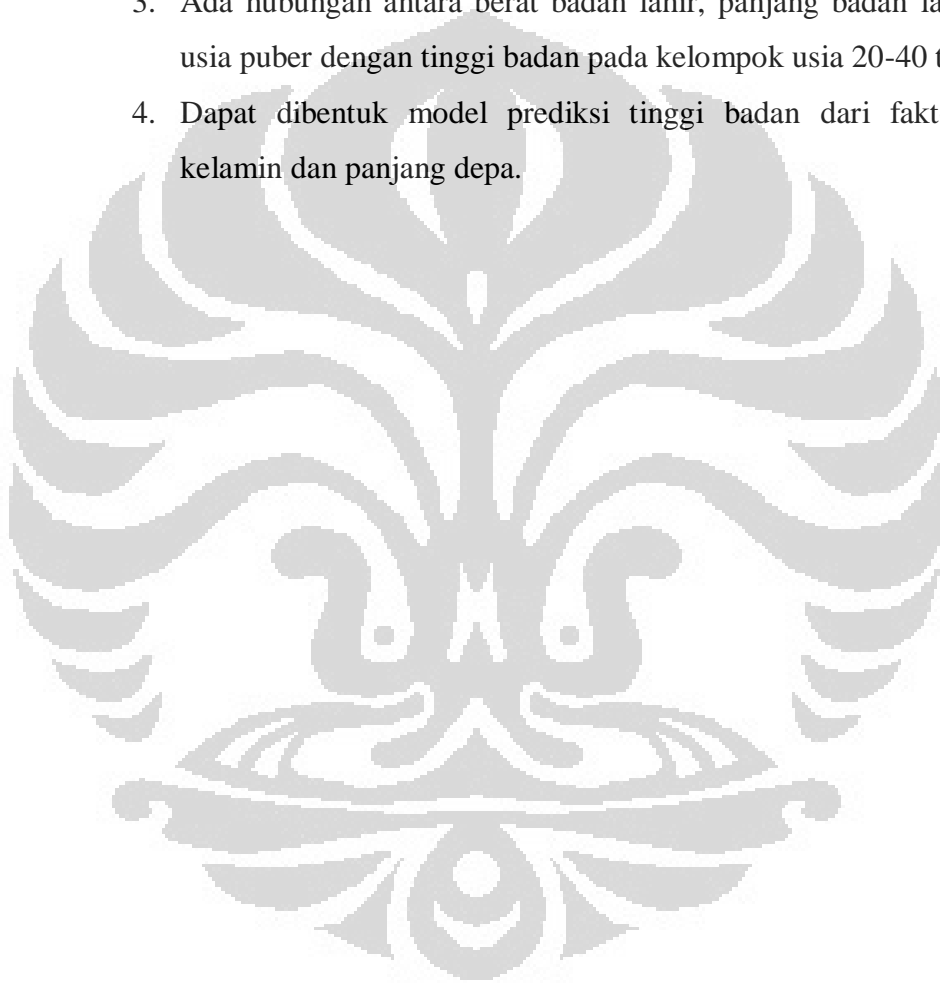 3. Ada hubungan antara berat badan lahir, panjang badan
usia puber dengan tinggi badan pada kelompok usia 20-40
4. Dapat dibentuk model prediksi tinggi badan dari
kelamin dan panjang depa.